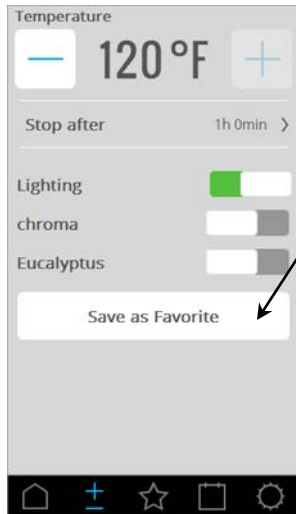 Temperature
120 °F
Stop after 1h 0min
Lighting
chroma
Eucalyptus
Save as Favorite